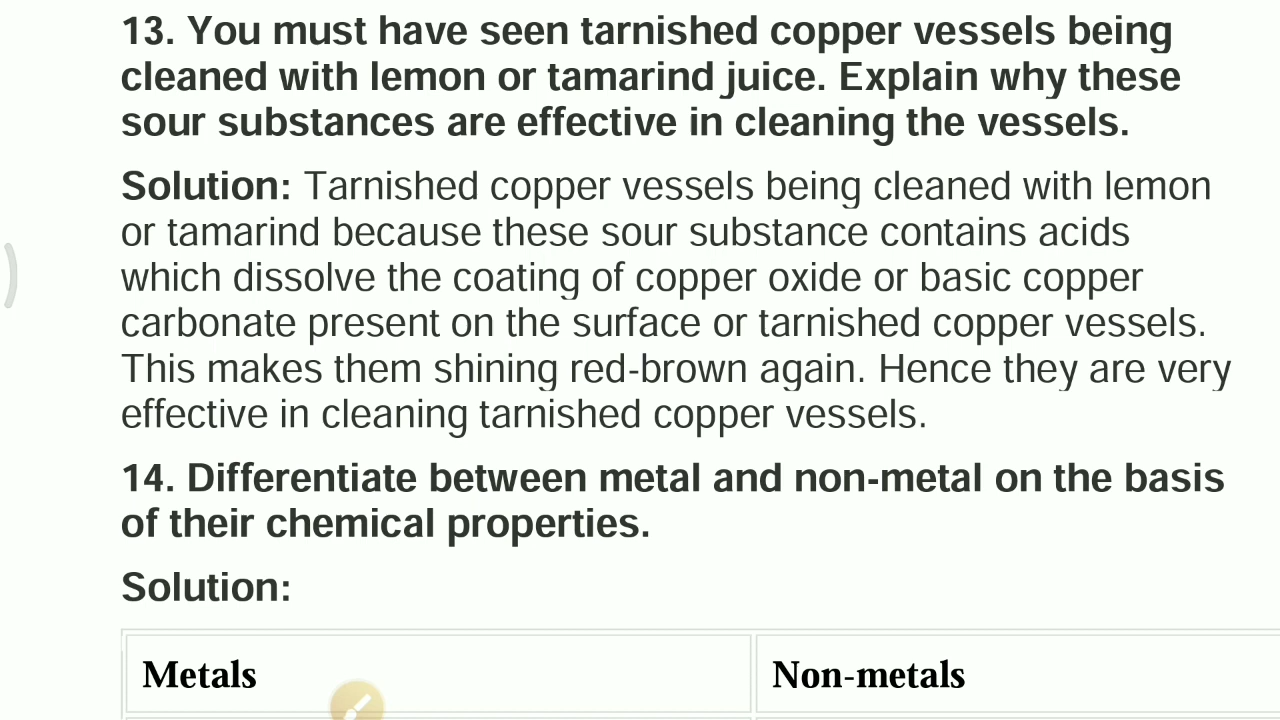 13. You must have seen tarnished copper vessels being
cleaned with lemon or tamarind juice. Explain why these
sour substances are effective in cleaning the vessels.
Solution: Tarnished copper vessels being cleaned with lemon
or tamarind because these sour substance contains acids
which dissolve the coating of copper oxide or basic copper
carbonate present on the surface or tarnished copper vessels.
This makes them shining red-brown again. Hence they are very
effective in cleaning tarnished copper vessels.
14. Differentiate between metal and non-metal on the basis
of their chemical properties.
Solution:
Metals
Non-metals